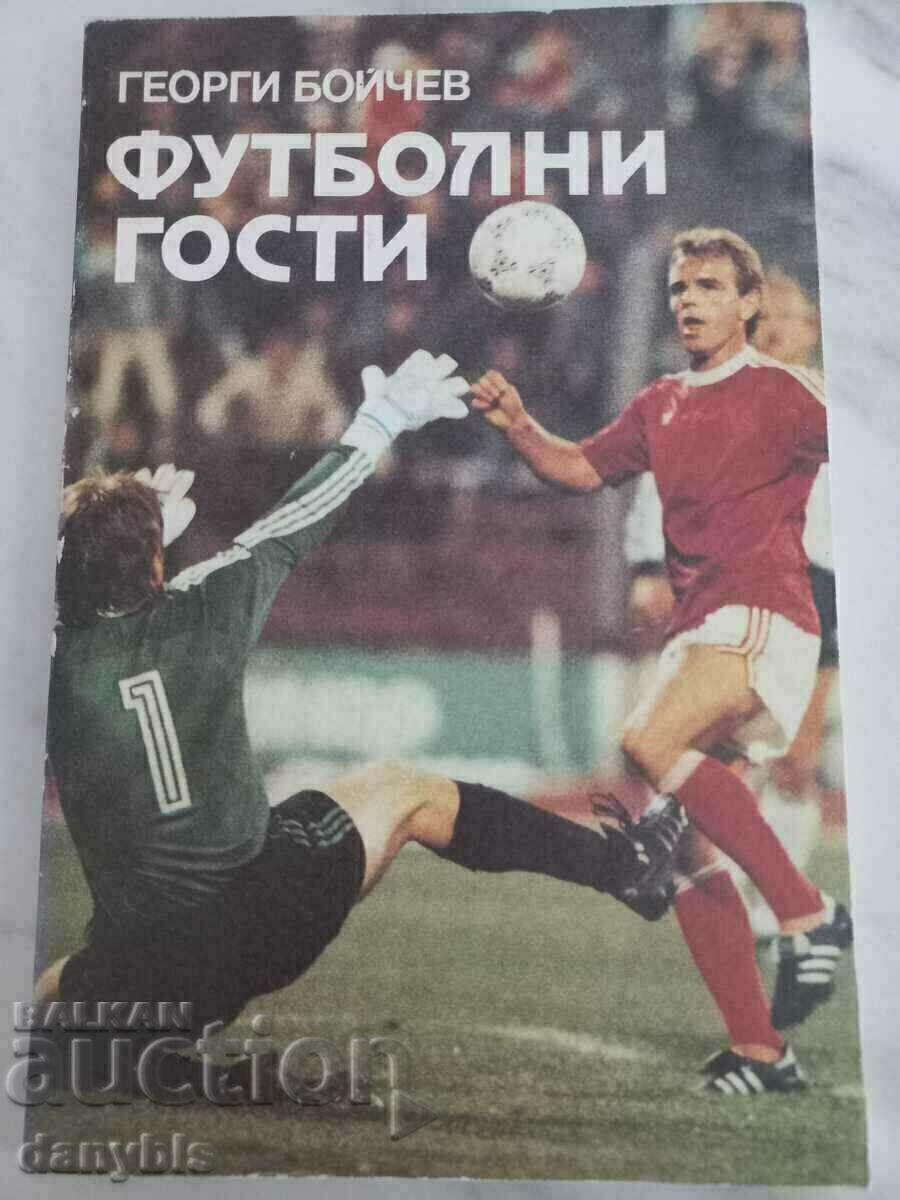 ГЕОРГИ БОЙЧЕВ
ФУТБОЛНИ
ГОСТИ
1
BALKAN
auction
danybls